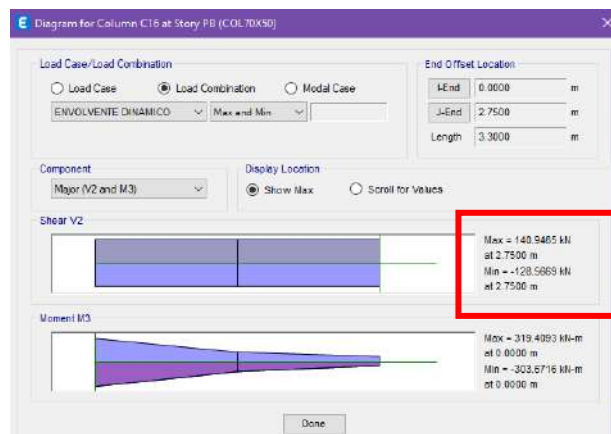 E Diagram for Column C16 at Story PB (COL70X50)
Load Case/Load Combination
Load Case Load Combination Modal Case
ENVOLVENTE DINAMICO Max and Min
End Offset Location
I-End 0.0000 m
J-End 2.7500 m
Length 3.3000 m
Component
Major (V2 and M3)
Display Location
Show Max Scroll for Values
Shear V2
Max = 140.9465 kN
at 2.7500 m
Min = -128.5669 kN
at 2.7500 m
Moment M3
Max = 319.4093 kN-m
at 0.0000 m
Min = -303.6716 kN-m
at 0.0000 m
Done